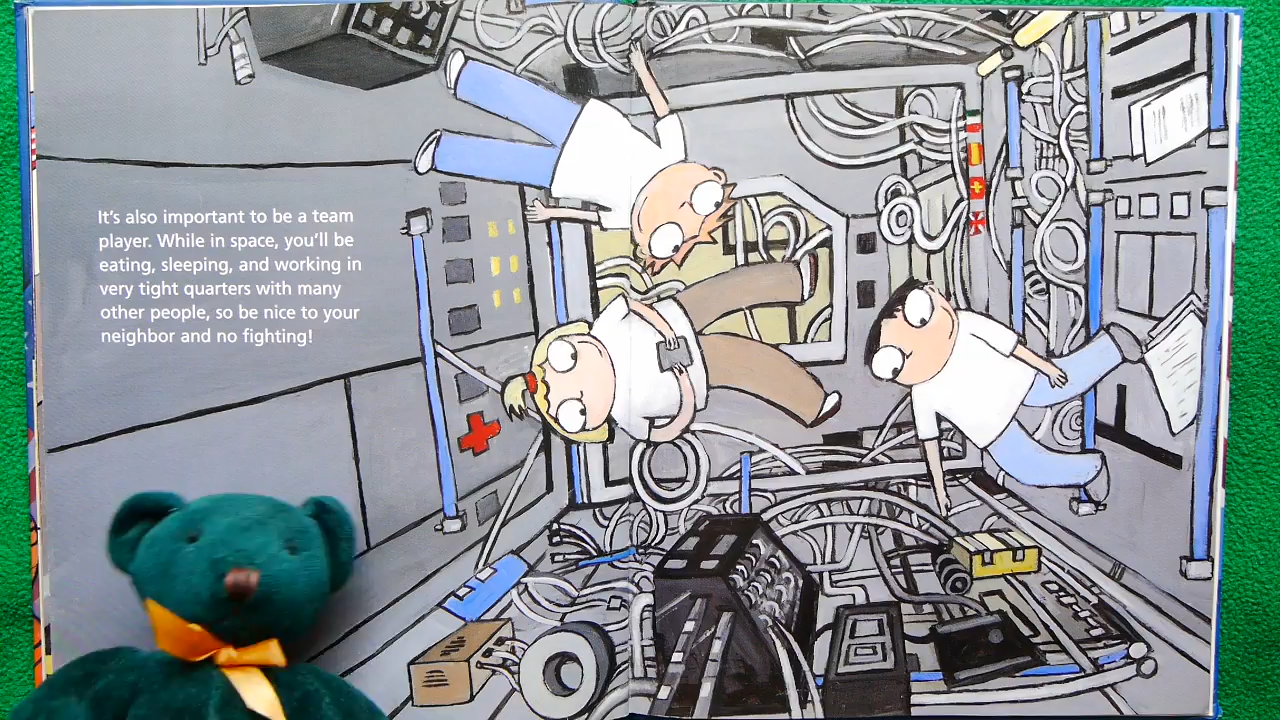 It's also important to be a team
player. While in space, you'll be
eating, sleeping, and working in
very tight quarters with many
other people, so be nice to your
neighbor and no fighting!